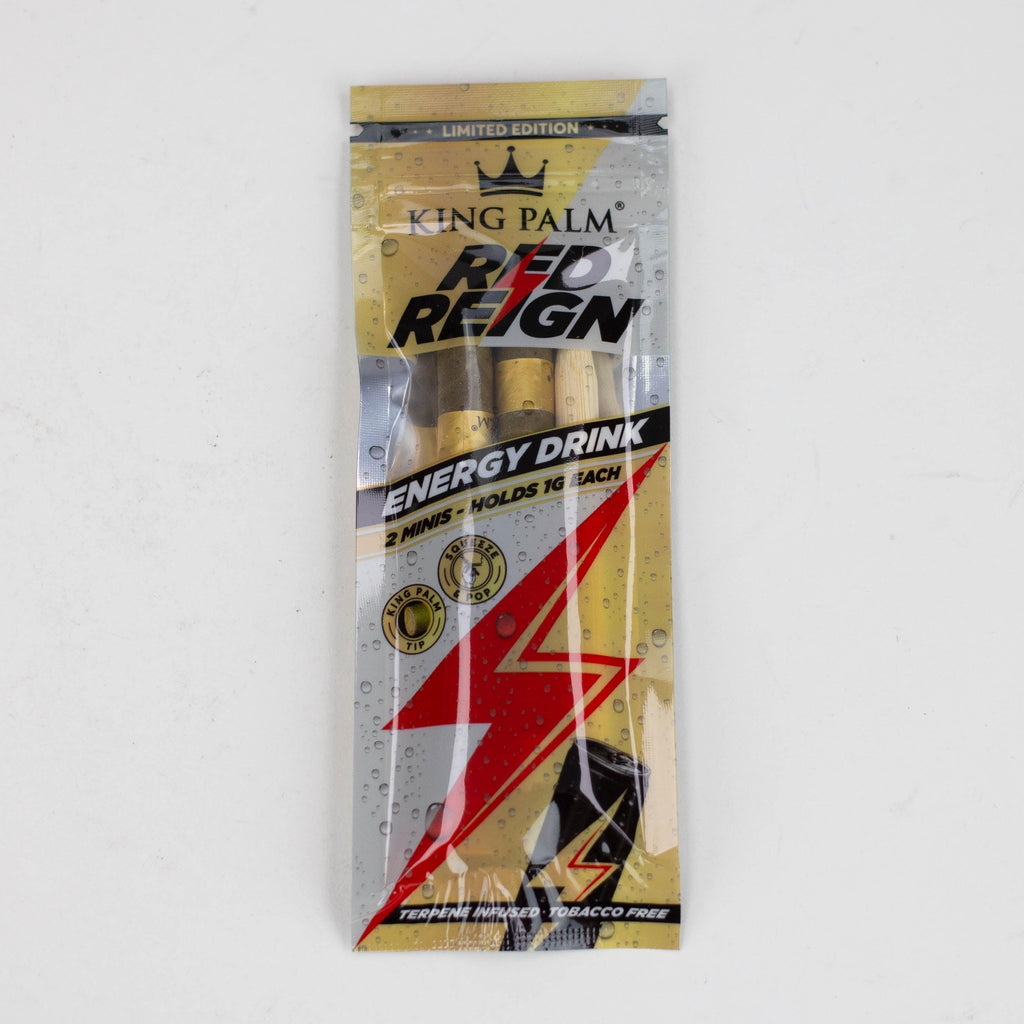 LIMITED EDITION
KING PALM®
RED
REIGN
M®
ENERGY DRINK
2 MINIS - HOLDS 1G EACH
SQUEEZE
& POP
KING PALM
TIP
TERPENE INFUSED · TOBACCO FREE